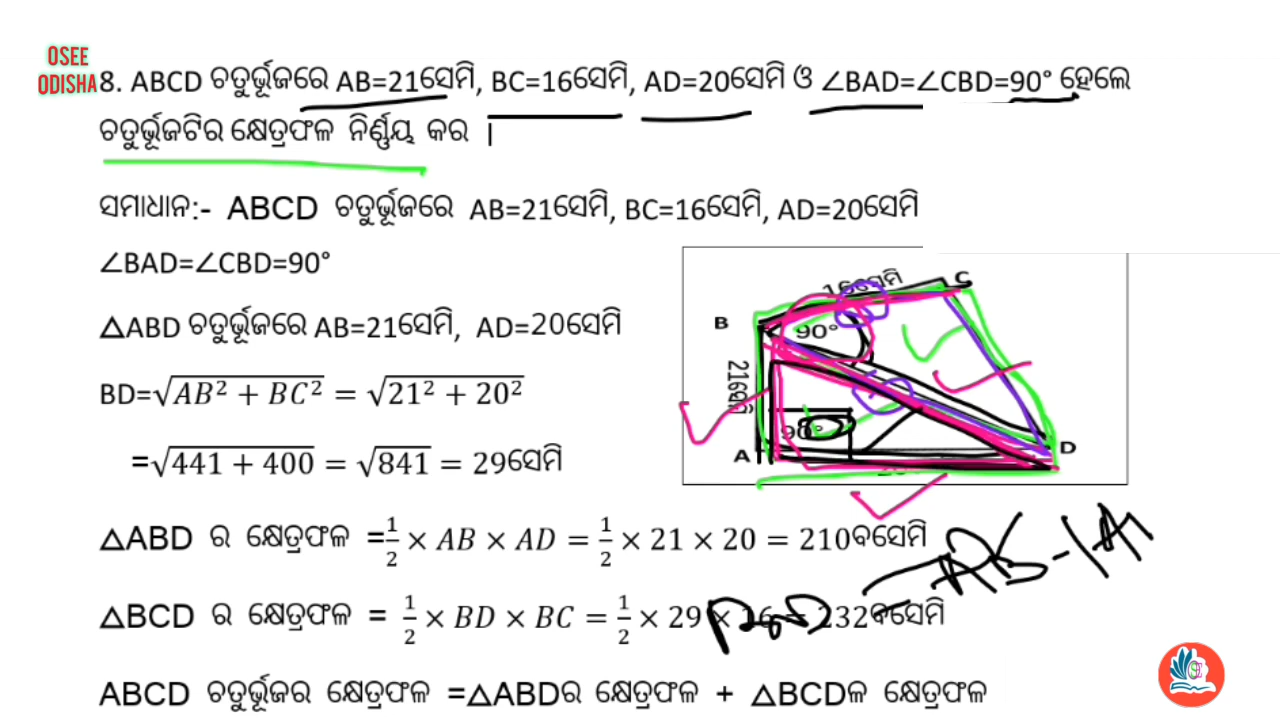 OSEE
ODISHA
8. ABCD ଚତୁର୍ଭୂଜରେ AB=21ସେମି, BC=16ସେମି, AD=20ସେମି ଓ ∠BAD=∠CBD=90° ହେଲେ
ଚତୁର୍ଭୂଜଟିର କ୍ଷେତ୍ରଫଳ ନିର୍ଣ୍ଣୟ କର ।
ସମାଧାନ:- ABCD ଚତୁର୍ଭୂଜରେ AB=21ସେମି, BC=16ସେମି, AD=20ସେମି
∠BAD=∠CBD=90°
△ABD ଚତୁର୍ଭୂଜରେ AB=21ସେମି, AD=20ସେମି
BD=√AB² + BC² = √21² + 20²
=√441 + 400 = √841 = 29ସେମି
16ସେମି
C
B
90°
21ସେମି
90°
A
D
△ABD ର କ୍ଷେତ୍ରଫଳ =1/2 × AB × AD = 1/2 × 21 × 20 = 210ବସେମି
△BCD ର କ୍ଷେତ୍ରଫଳ = 1/2 × BD × BC = 1/2 × 29 × 16 = 232ବସେମି
ABCD ଚତୁର୍ଭୂଜର କ୍ଷେତ୍ରଫଳ =△ABDର କ୍ଷେତ୍ରଫଳ + △BCDଳ କ୍ଷେତ୍ରଫଳ